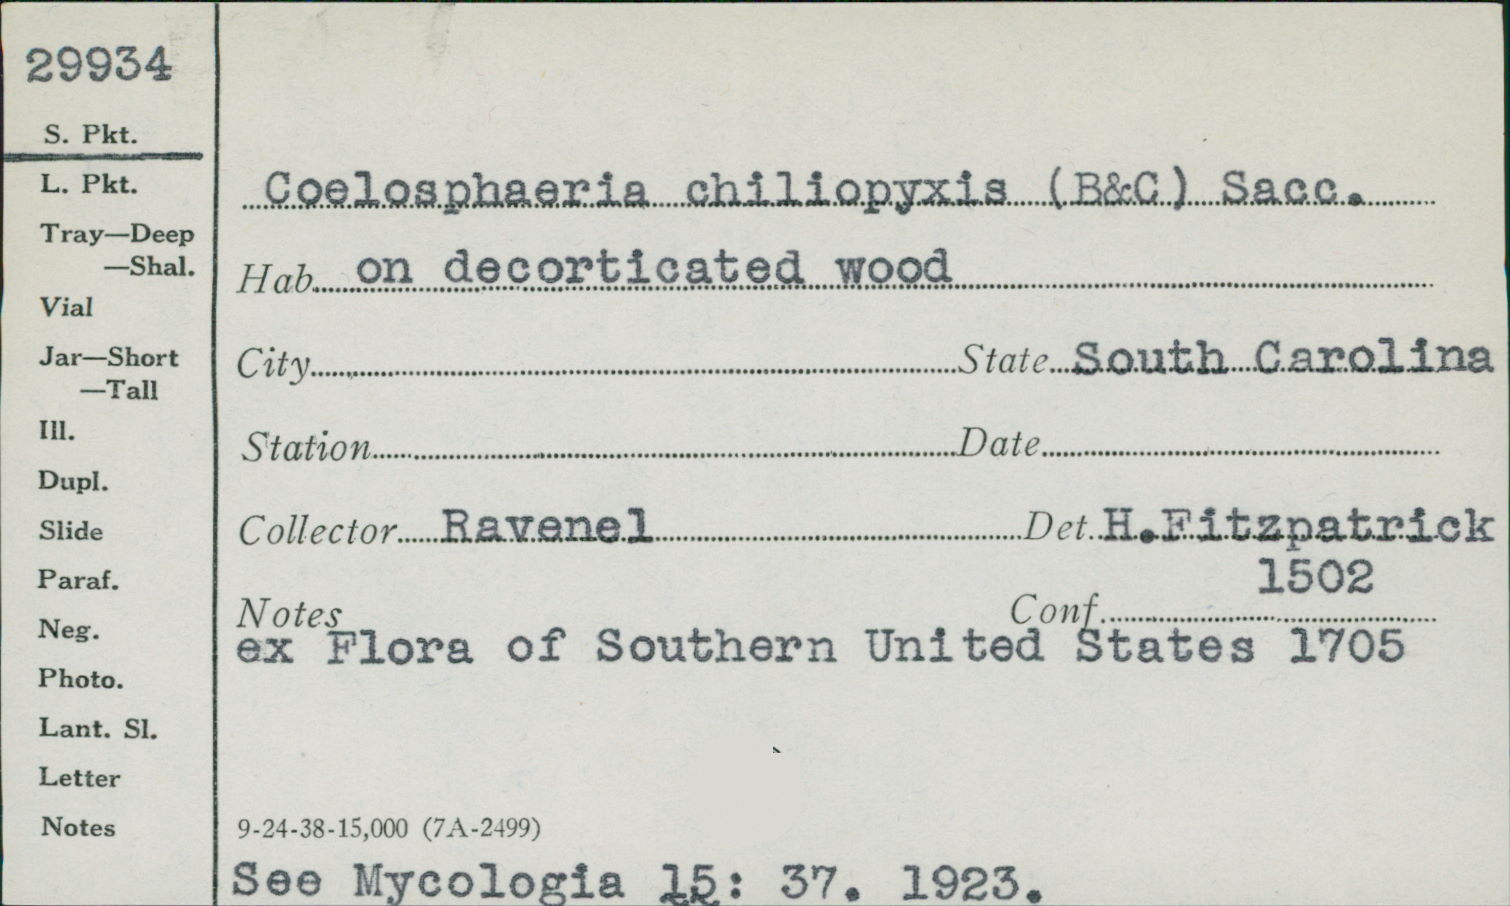 29934
S. Pkt.
L. Pkt.
Tray—Deep
—Shal.
Vial
Jar—Short
—Tall
Ill.
Dupl.
Slide
Paraf.
Neg.
Photo.
Lant. Sl.
Letter
Notes
Coelosphaeria chiliopyxis (B&C) Sacc.
Hab. on decorticated wood
City State South Carolina
Station Date
Collector Ravenel Det. H.Fitzpatrick
1502
Notes Conf.
ex Flora of Southern United States 1705
9-24-38-15,000 (7A-2499)
See Mycologia 15: 37. 1923.